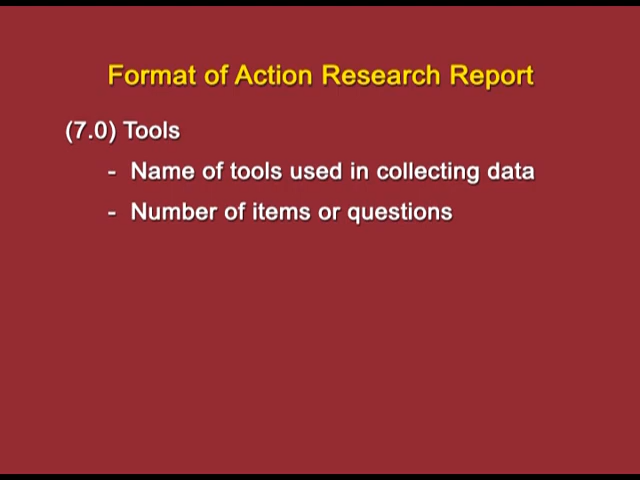 Format of Action Research Report
(7.0) Tools
- Name of tools used in collecting data
- Number of items or questions